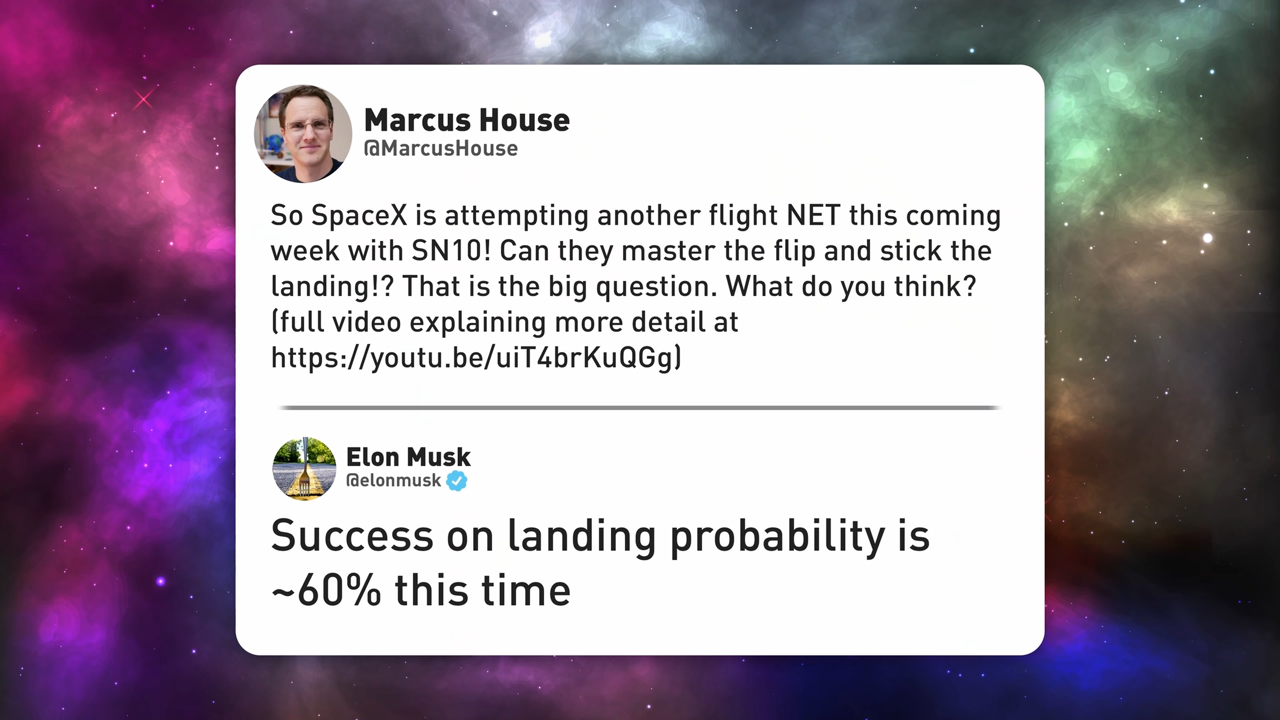 Marcus House
@MarcusHouse
So SpaceX is attempting another flight NET this coming
week with SN10! Can they master the flip and stick the
landing!? That is the big question. What do you think?
(full video explaining more detail at
https://youtu.be/uiT4brKuQGg)
Elon Musk
@elonmusk
Success on landing probability is
~60% this time